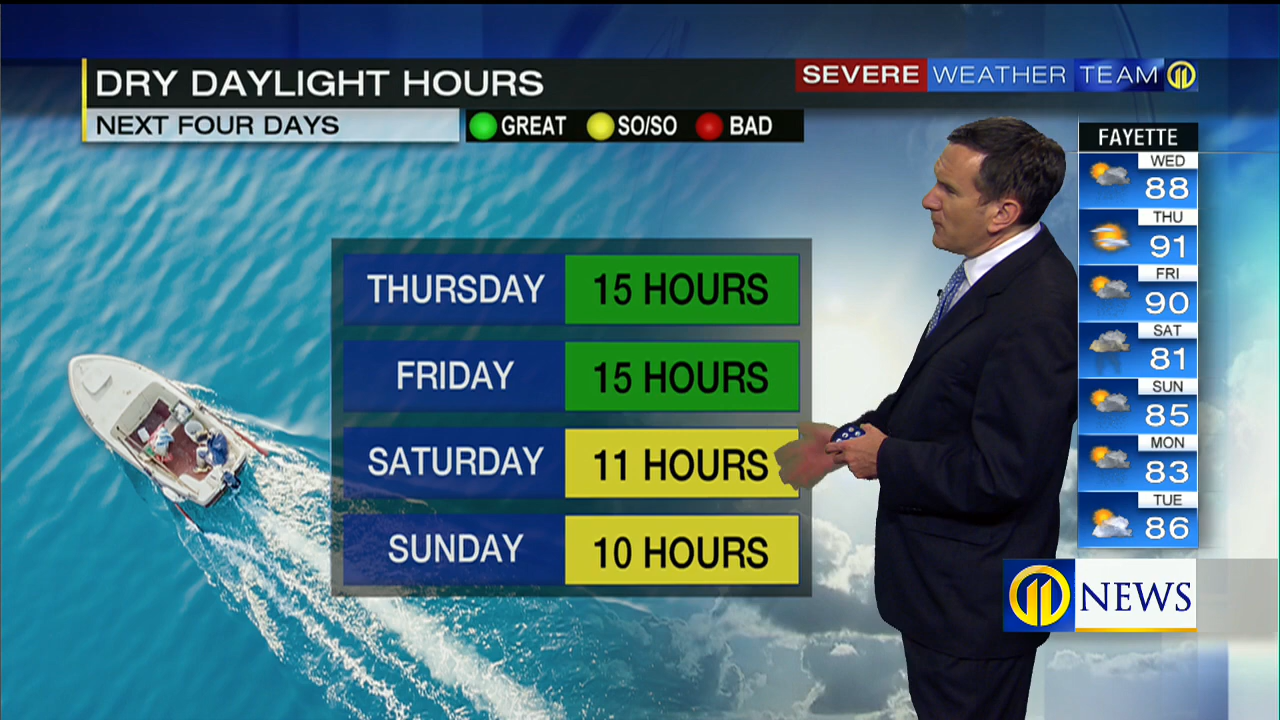 DRY DAYLIGHT HOURS
NEXT FOUR DAYS
GREAT SO/SO BAD
SEVERE WEATHER TEAM 11
THURSDAY 15 HOURS
FRIDAY 15 HOURS
SATURDAY 11 HOURS
SUNDAY 10 HOURS
FAYETTE
WED
88
THU
91
FRI
90
SAT
81
SUN
85
MON
83
TUE
86
11 NEWS